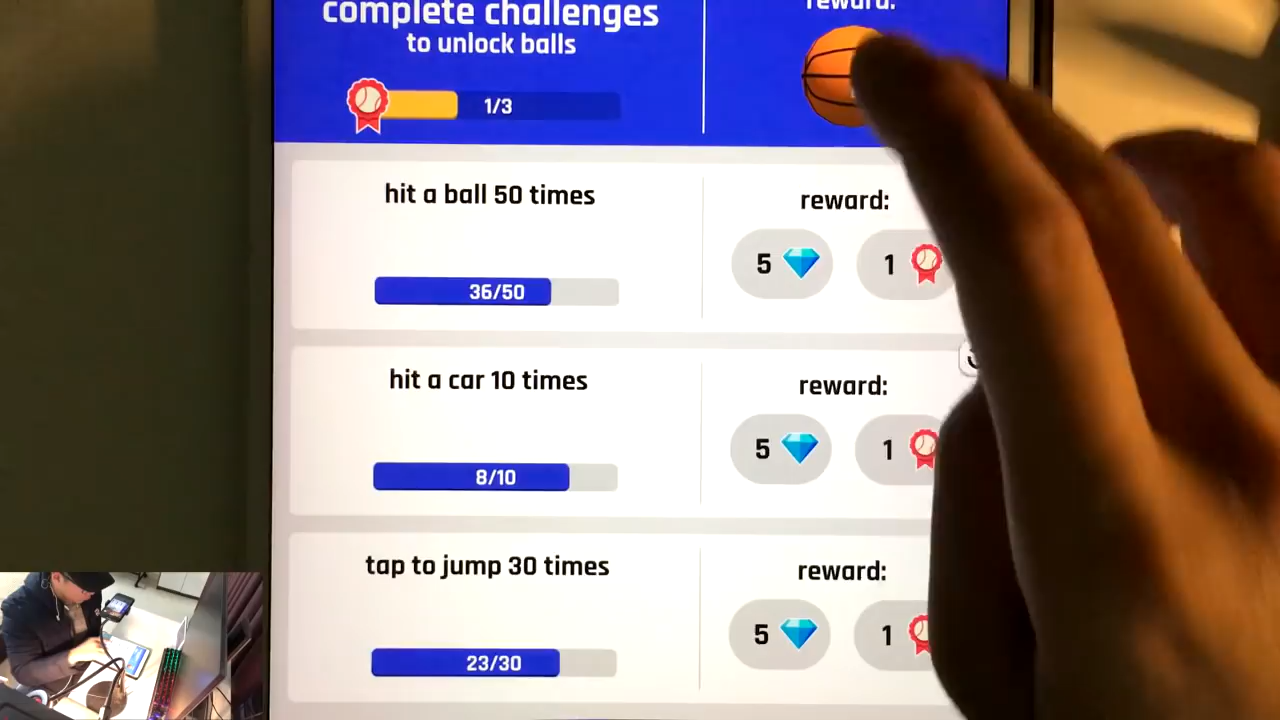 complete challenges
to unlock balls
reward:
1/3
hit a ball 50 times
reward:
5
1
36/50
hit a car 10 times
reward:
5
1
8/10
tap to jump 30 times
reward:
5
1
23/30